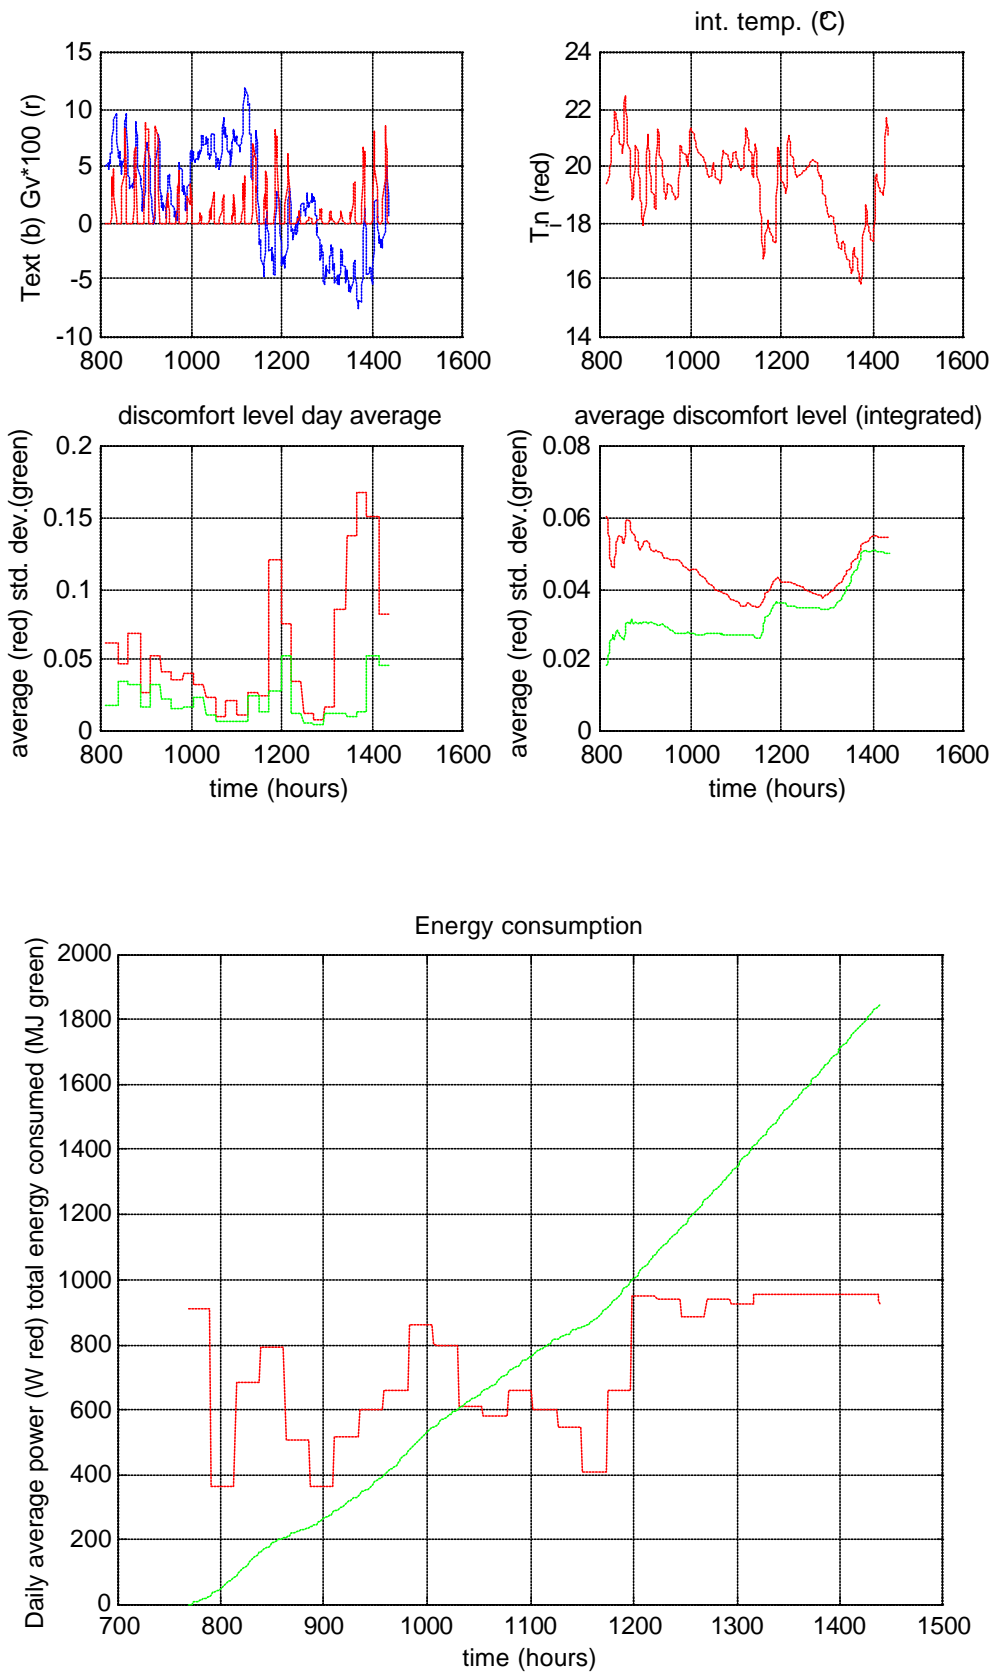 int. temp. (°C)
Text (b) Gv*100 (r)
15
10
5
0
-5
-10
800 1000 1200 1400 1600
T.n (red)
i
24
22
20
18
16
14
800 1000 1200 1400 1600
discomfort level day average
average (red) std. dev.(green)
0.2
0.15
0.1
0.05
0
800 1000 1200 1400 1600
time (hours)
average discomfort level (integrated)
average (red) std. dev.(green)
0.08
0.06
0.04
0.02
0
800 1000 1200 1400 1600
time (hours)
Energy consumption
Daily average power (W red) total energy consumed (MJ green)
2000
1800
1600
1400
1200
1000
800
600
400
200
0
700 800 900 1000 1100 1200 1300 1400 1500
time (hours)